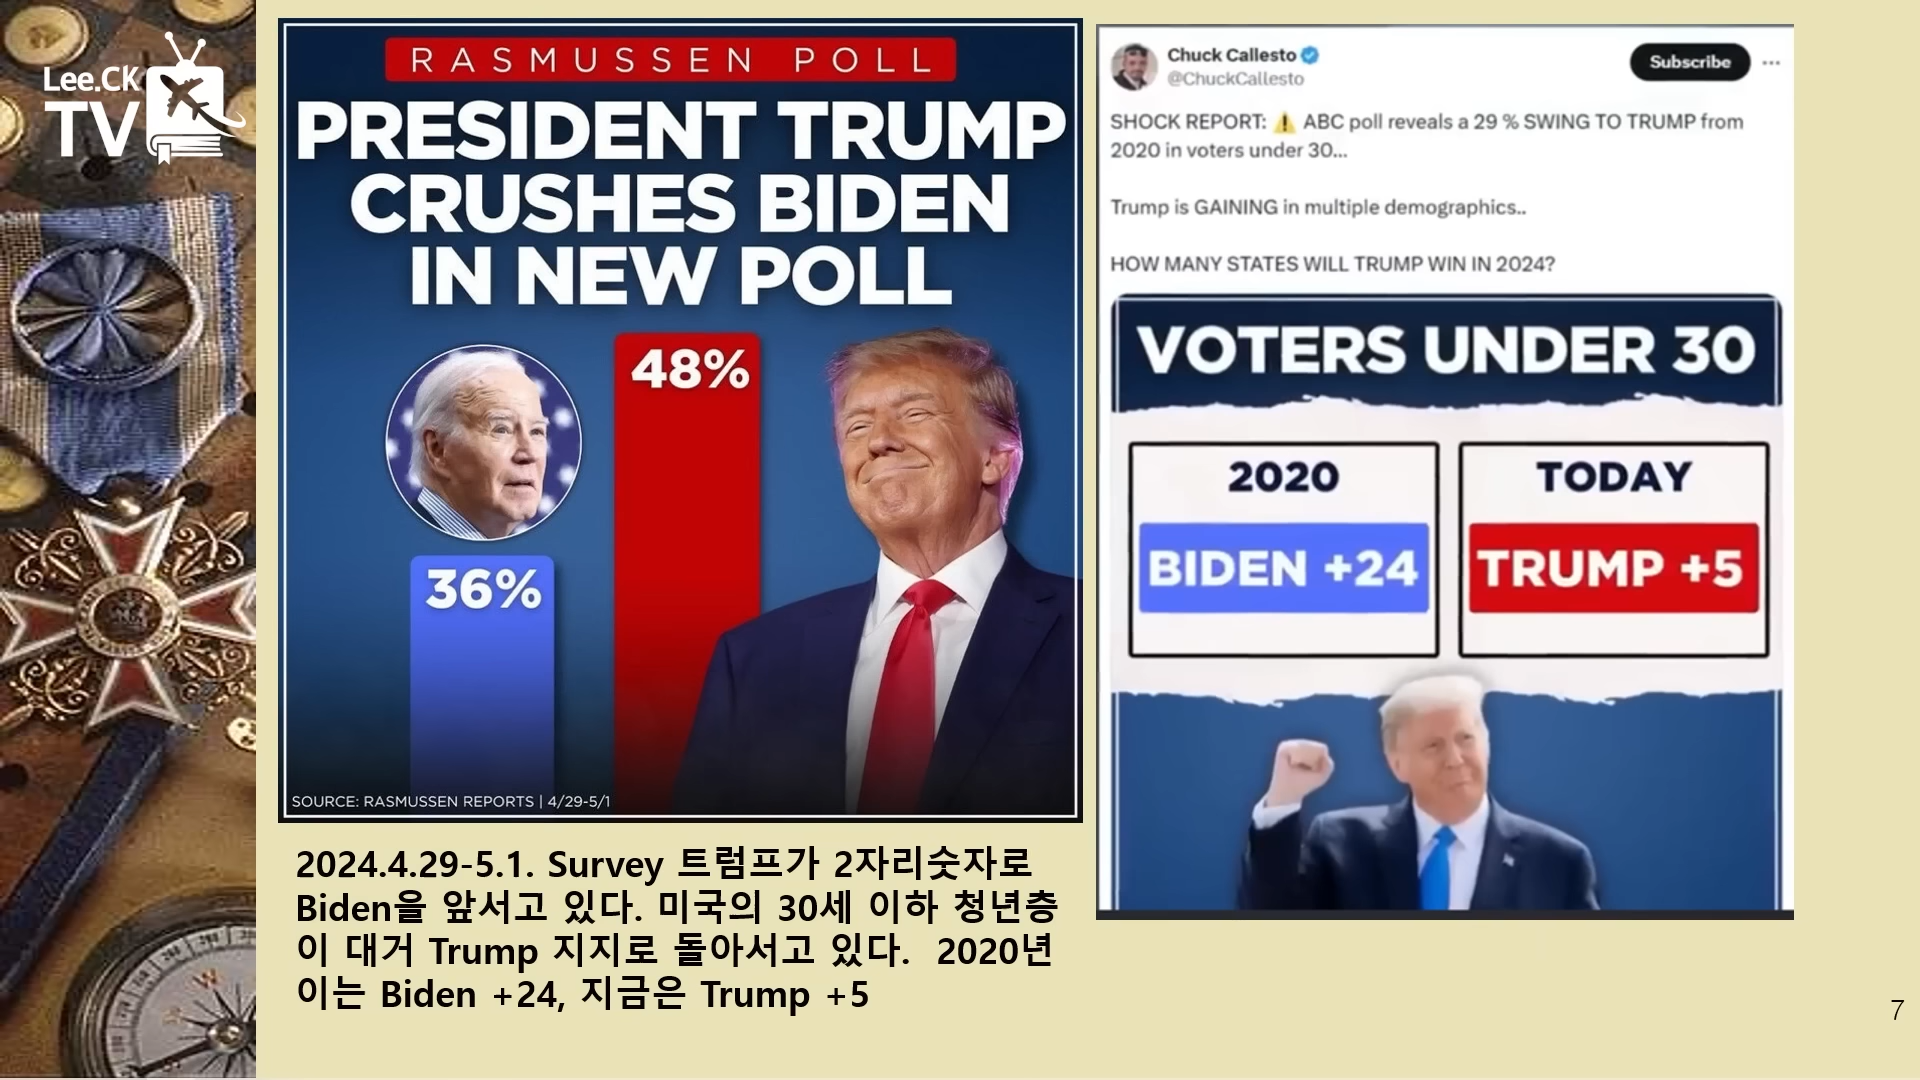 Lee.CK
TV
RASMUSSEN POLL
PRESIDENT TRUMP
CRUSHES BIDEN
IN NEW POLL
48%
36%
SOURCE: RASMUSSEN REPORTS | 4/29-5/1
Chuck Callesto
@ChuckCallesto
Subscribe
SHOCK REPORT: ⚠️ ABC poll reveals a 29 % SWING TO TRUMP from
2020 in voters under 30...
Trump is GAINING in multiple demographics..
HOW MANY STATES WILL TRUMP WIN IN 2024?
VOTERS UNDER 30
2020
BIDEN +24
TODAY
TRUMP +5
2024.4.29-5.1. Survey 트럼프가 2자리숫자로
Biden을 앞서고 있다. 미국의 30세 이하 청년층
이 대거 Trump 지지로 돌아서고 있다. 2020년
이는 Biden +24, 지금은 Trump +5
7